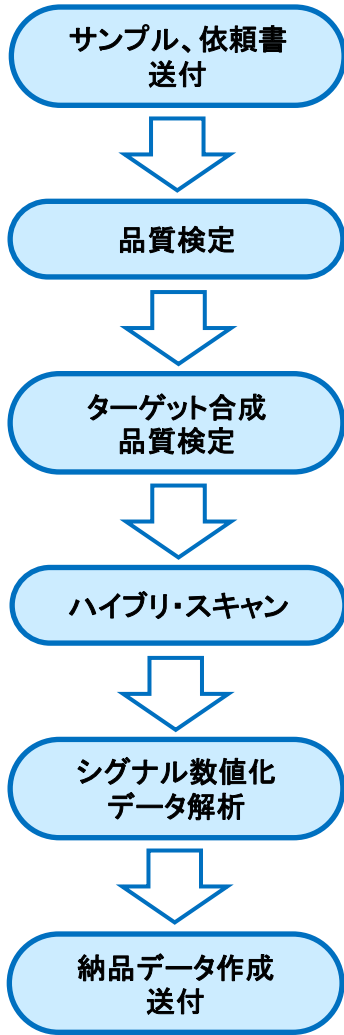 サンプル、依頼書
送付
品質検定
ターゲット合成
品質検定
ハイブリ・スキャン
シグナル数値化
データ解析
納品データ作成
送付